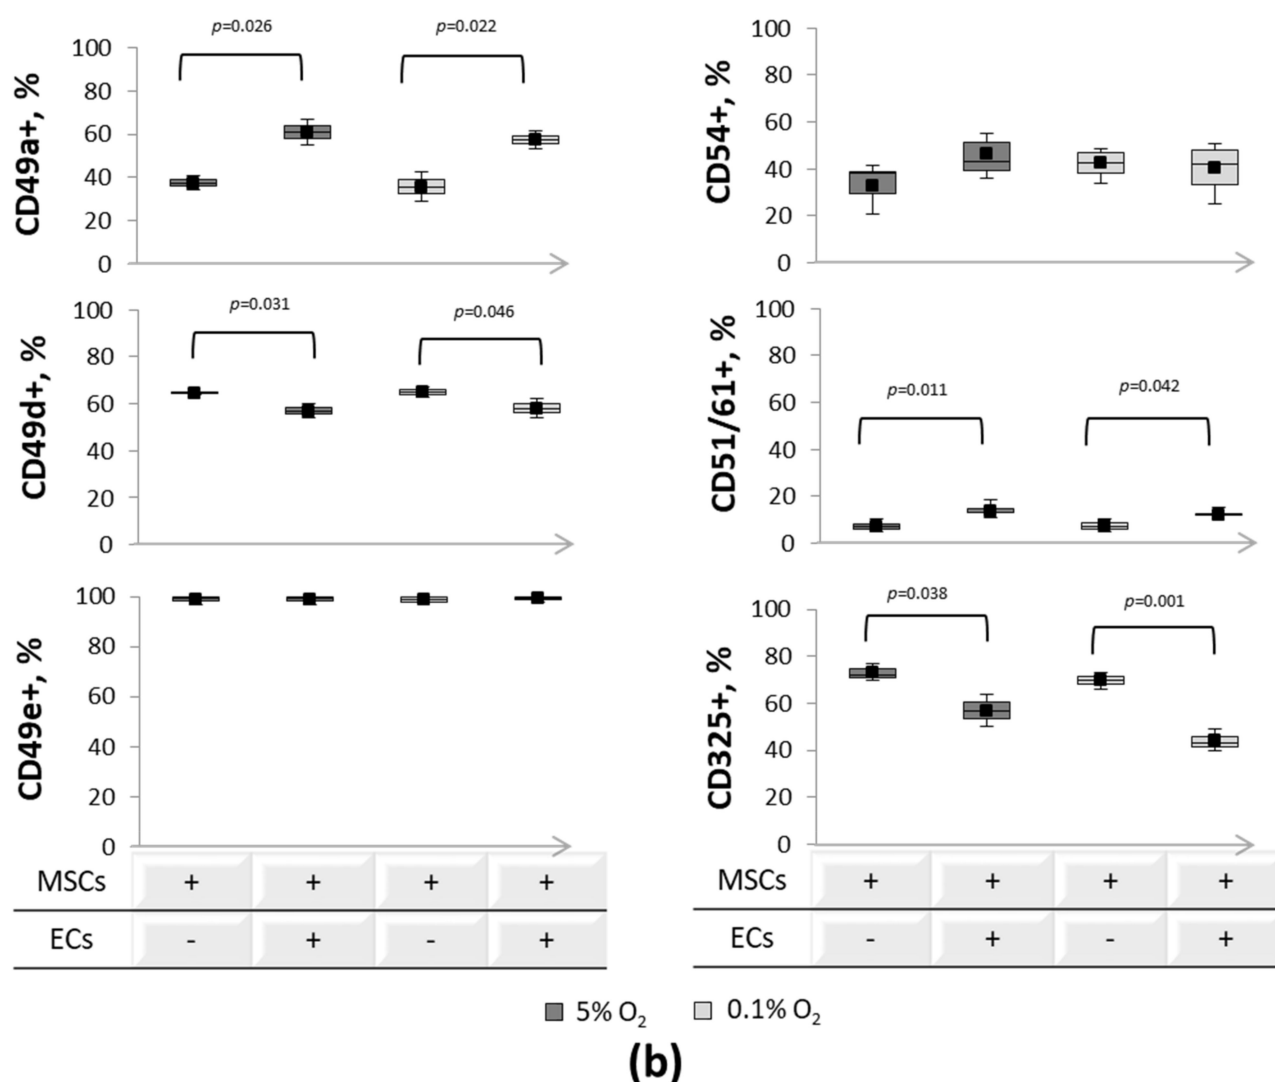 p=0.026
p=0.022
CD49a+, %
100
80
60
40
20
0
CD54+, %
100
80
60
40
20
0
p=0.031
p=0.046
CD49d+, %
100
80
60
40
20
0
p=0.011
p=0.042
CD51/61+, %
100
80
60
40
20
0
CD49e+, %
100
80
60
40
20
0
p=0.038
p=0.001
CD325+, %
100
80
60
40
20
0
MSCs + + + +
ECs - + - +
MSCs + + + +
ECs - + - +
5% O₂ 0.1% O₂
(b)